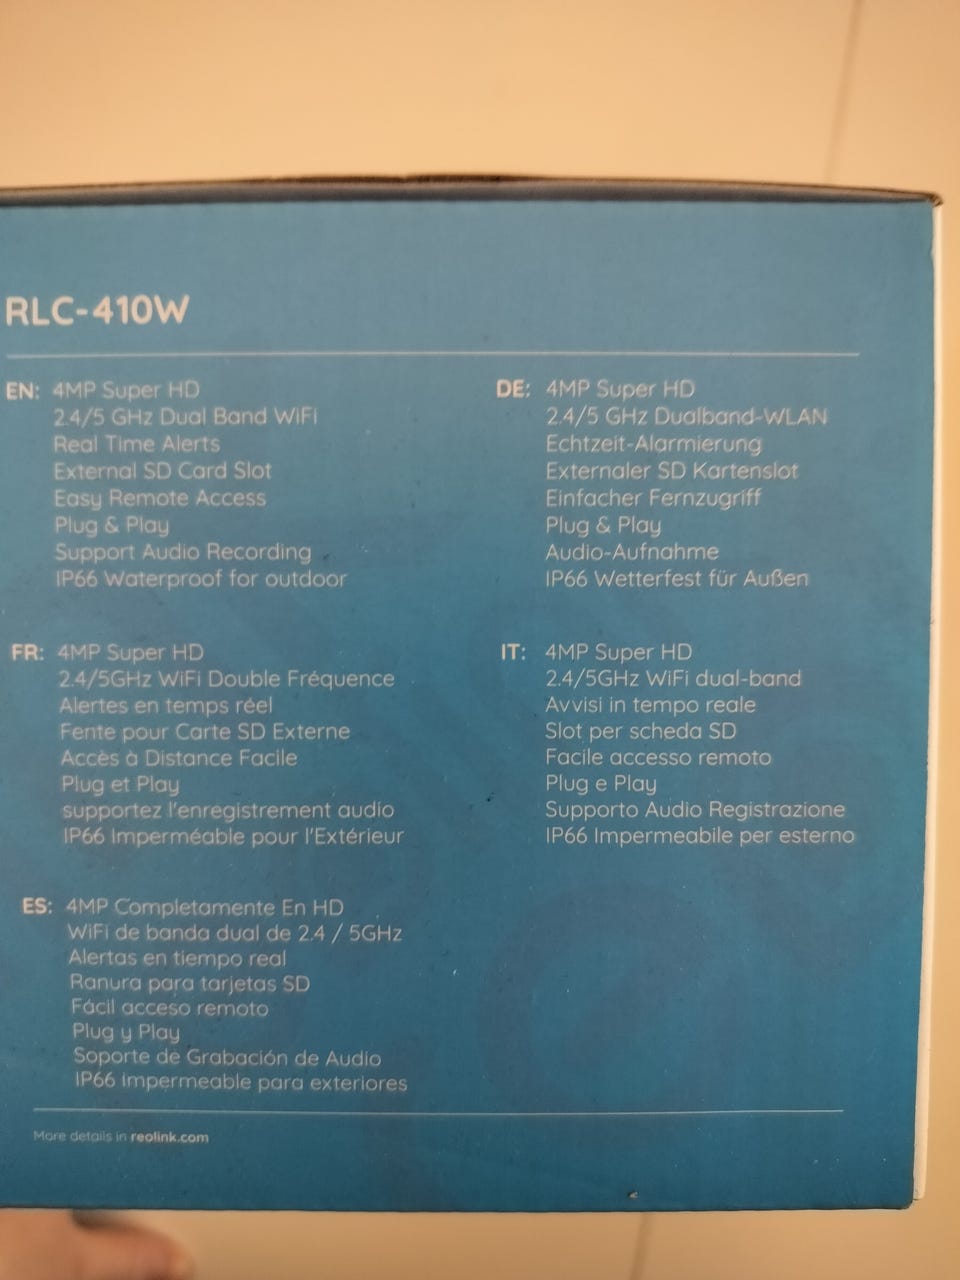 RLC-410W
EN: 4MP Super HD
2.4/5 GHz Dual Band WiFi
Real Time Alerts
External SD Card Slot
Easy Remote Access
Plug & Play
Support Audio Recording
IP66 Waterproof for outdoor
DE: 4MP Super HD
2.4/5 GHz Dualband-WLAN
Echtzeit-Alarmierung
Externaler SD Kartenslot
Einfacher Fernzugriff
Plug & Play
Audio-Aufnahme
IP66 Wetterfest für Außen
FR: 4MP Super HD
2.4/5GHz WiFi Double Fréquence
Alertes en temps réel
Fente pour Carte SD Externe
Accès à Distance Facile
Plug et Play
supportez l'enregistrement audio
IP66 Imperméable pour l'Extérieur
IT: 4MP Super HD
2.4/5GHz WiFi dual-band
Avvisi in tempo reale
Slot per scheda SD
Facile accesso remoto
Plug e Play
Supporto Audio Registrazione
IP66 Impermeabile per esterno
ES: 4MP Completamente En HD
WiFi de banda dual de 2.4 / 5GHz
Alertas en tiempo real
Ranura para tarjetas SD
Fácil acceso remoto
Plug y Play
Soporte de Grabación de Audio
IP66 Impermeable para exteriores
More details in reolink.com